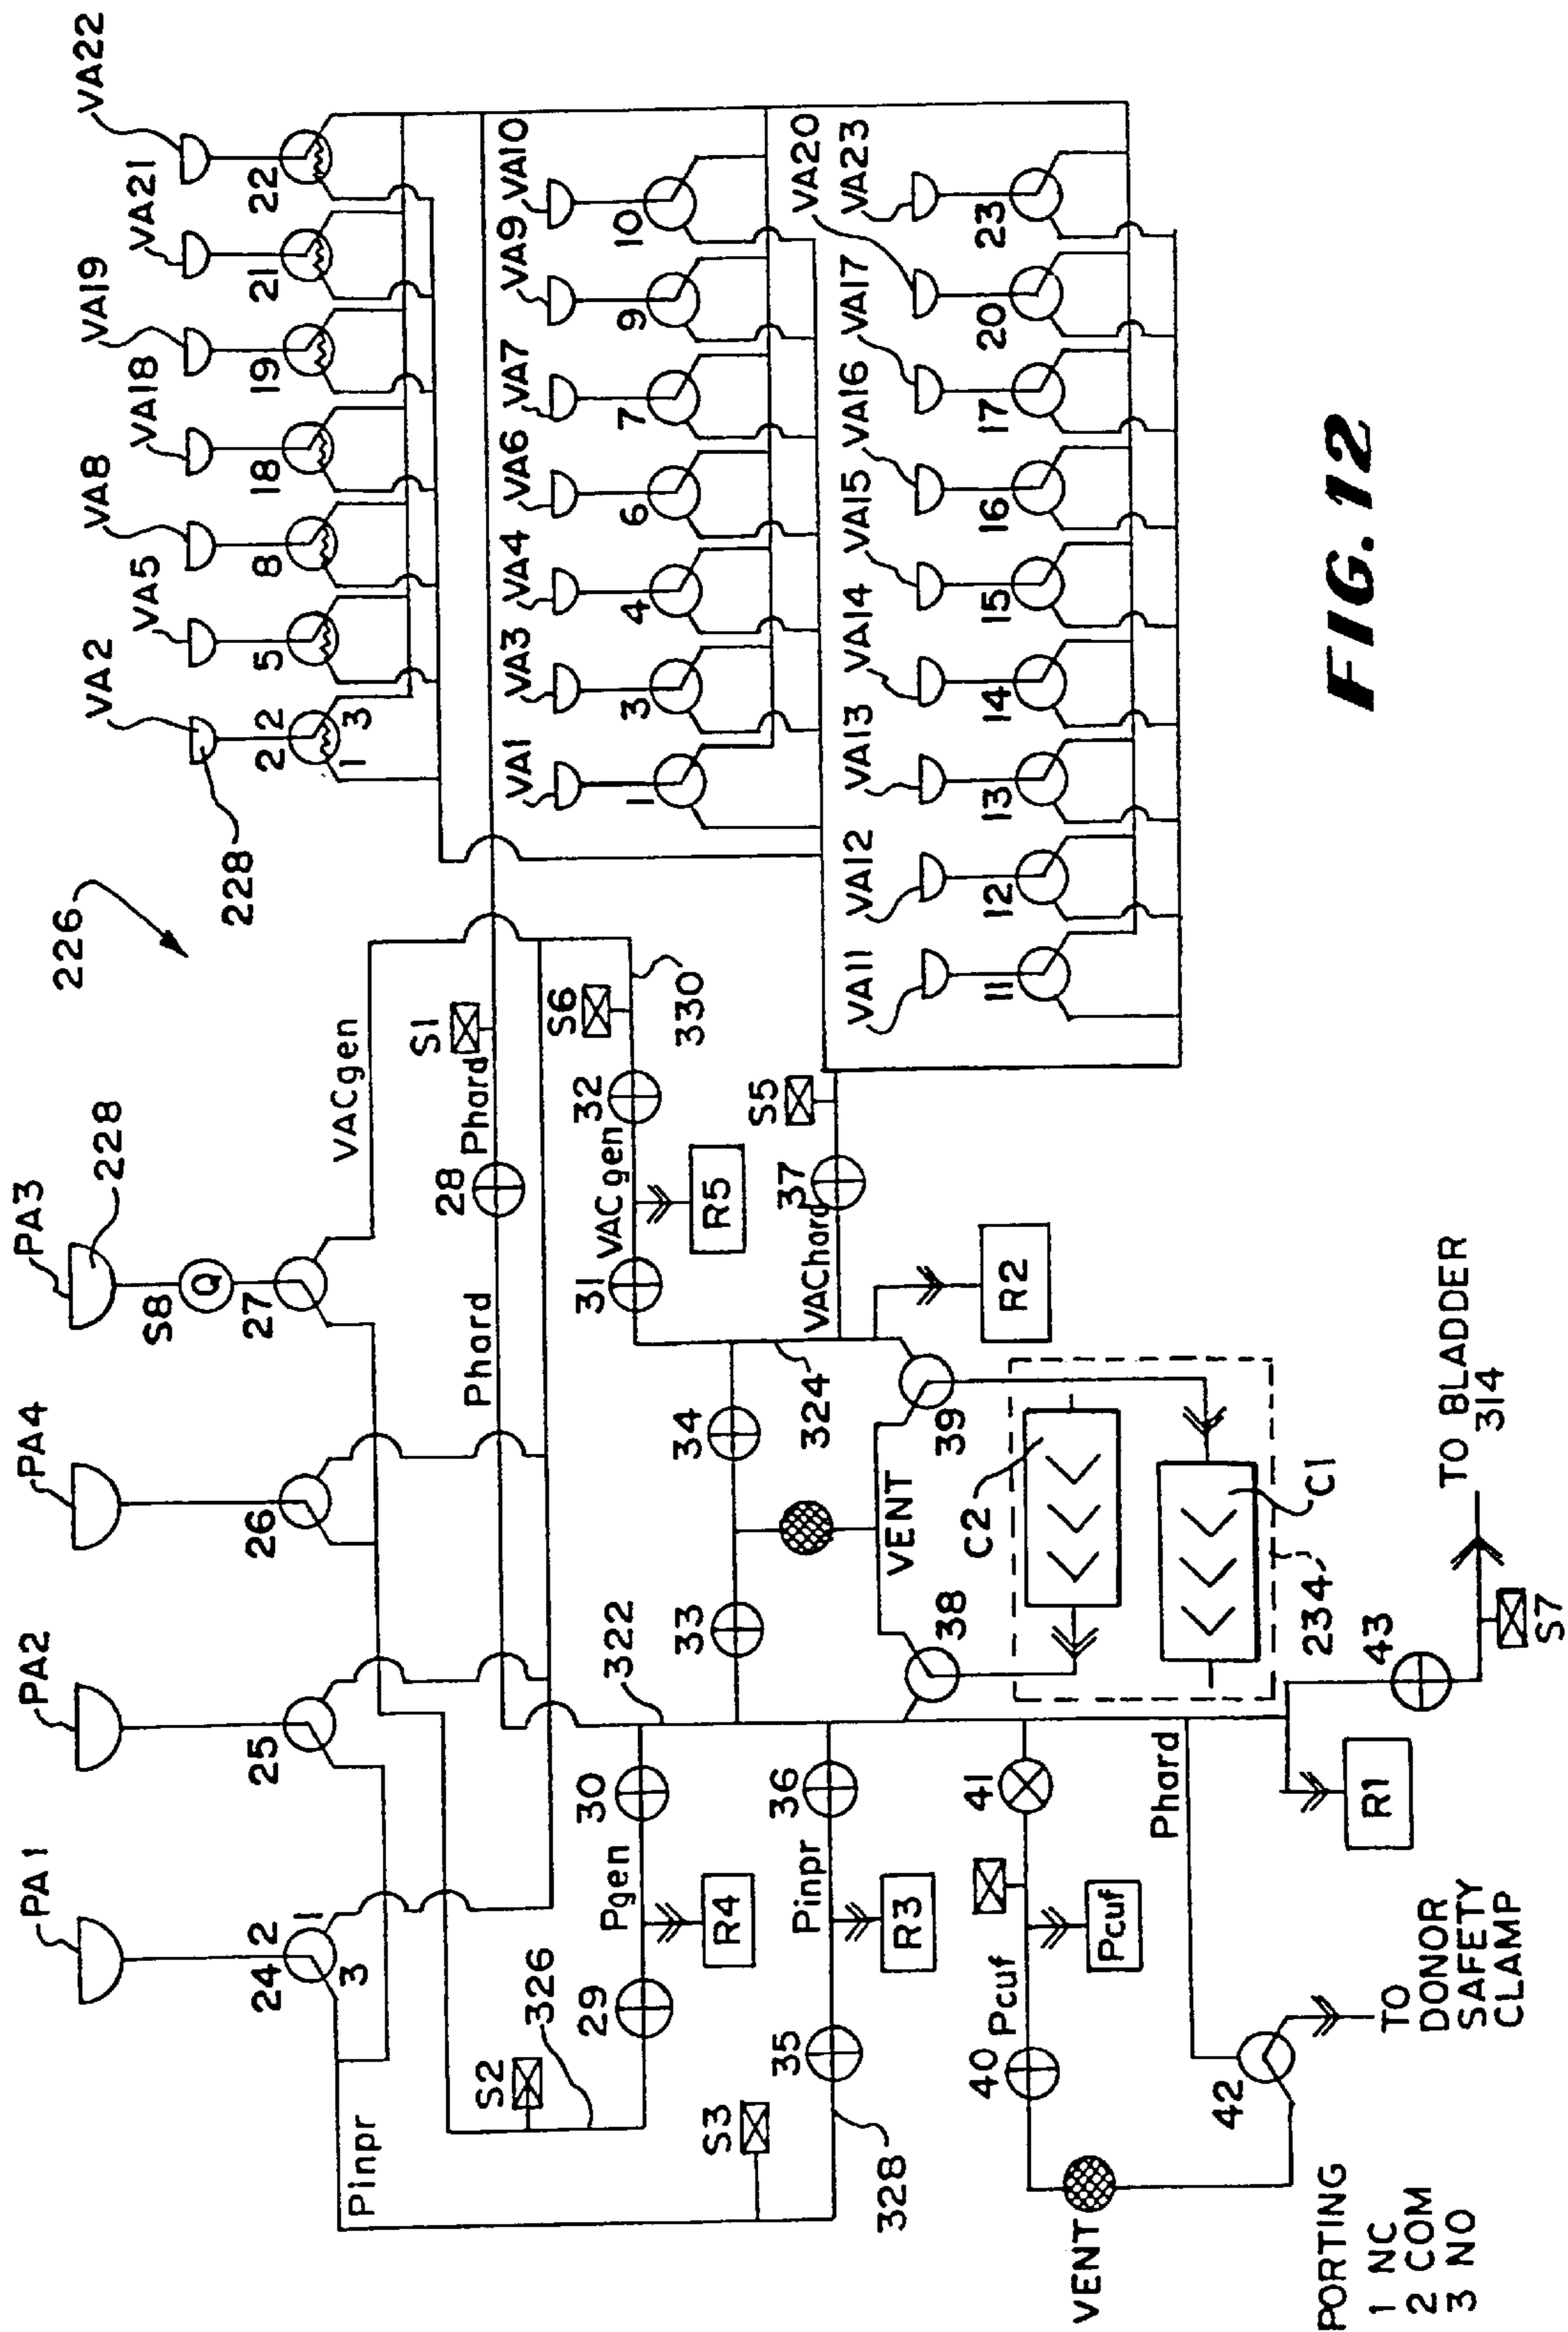 226
228
VA2
VA5
VA8
VA18
VA19
VA21
VA22
2 2
1
3
5
8
18
19
21
22
VA1
VA3
VA4
VA6
VA7
VA9
VA10
1
3
4
6
7
9
10
VA11
VA12
VA13
VA14
VA15
VA16
VA17
VA20
VA23
11
12
13
14
15
16
17
20
23
PA1
PA2
PA4
PA3
228
S8
Q
24 2
1
3
25
26
27
VACgen
Pinpr
S2
326
29
Pgen
30
R4
322
Phard
28
Phard
S1
31
VACgen
32
S6
330
R5
33
34
324
VAChard
37
S5
R2
S3
328
35
Pinpr
36
R3
38
VENT
39
C2
C1
234
40
Pcuf
41
Pcuf
VENT
42
Phard
R1
43
S7
TO BLADDER
314
TO
DONOR
SAFETY
CLAMP
PORTING
1 NC
2 COM
3 NO
FIG. 12